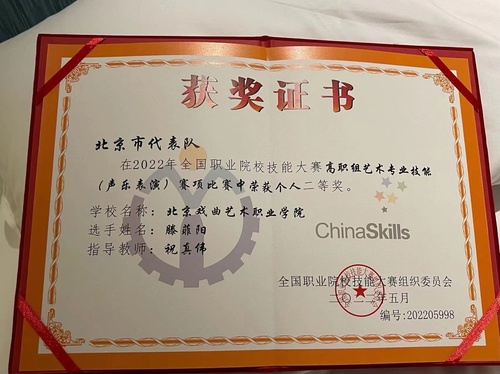 获奖证书
北京市代表队
在2022年全国职业院校技能大赛高职组艺术专业技能
（声乐表演）赛项比赛中荣获个人二等奖。
学校名称：北京戏曲艺术职业学院
选手姓名：滕菲阳
指导教师：祝真伟
ChinaSkills
全国职业院校技能大赛组织委员会
二〇二二年五月
编号:202205998